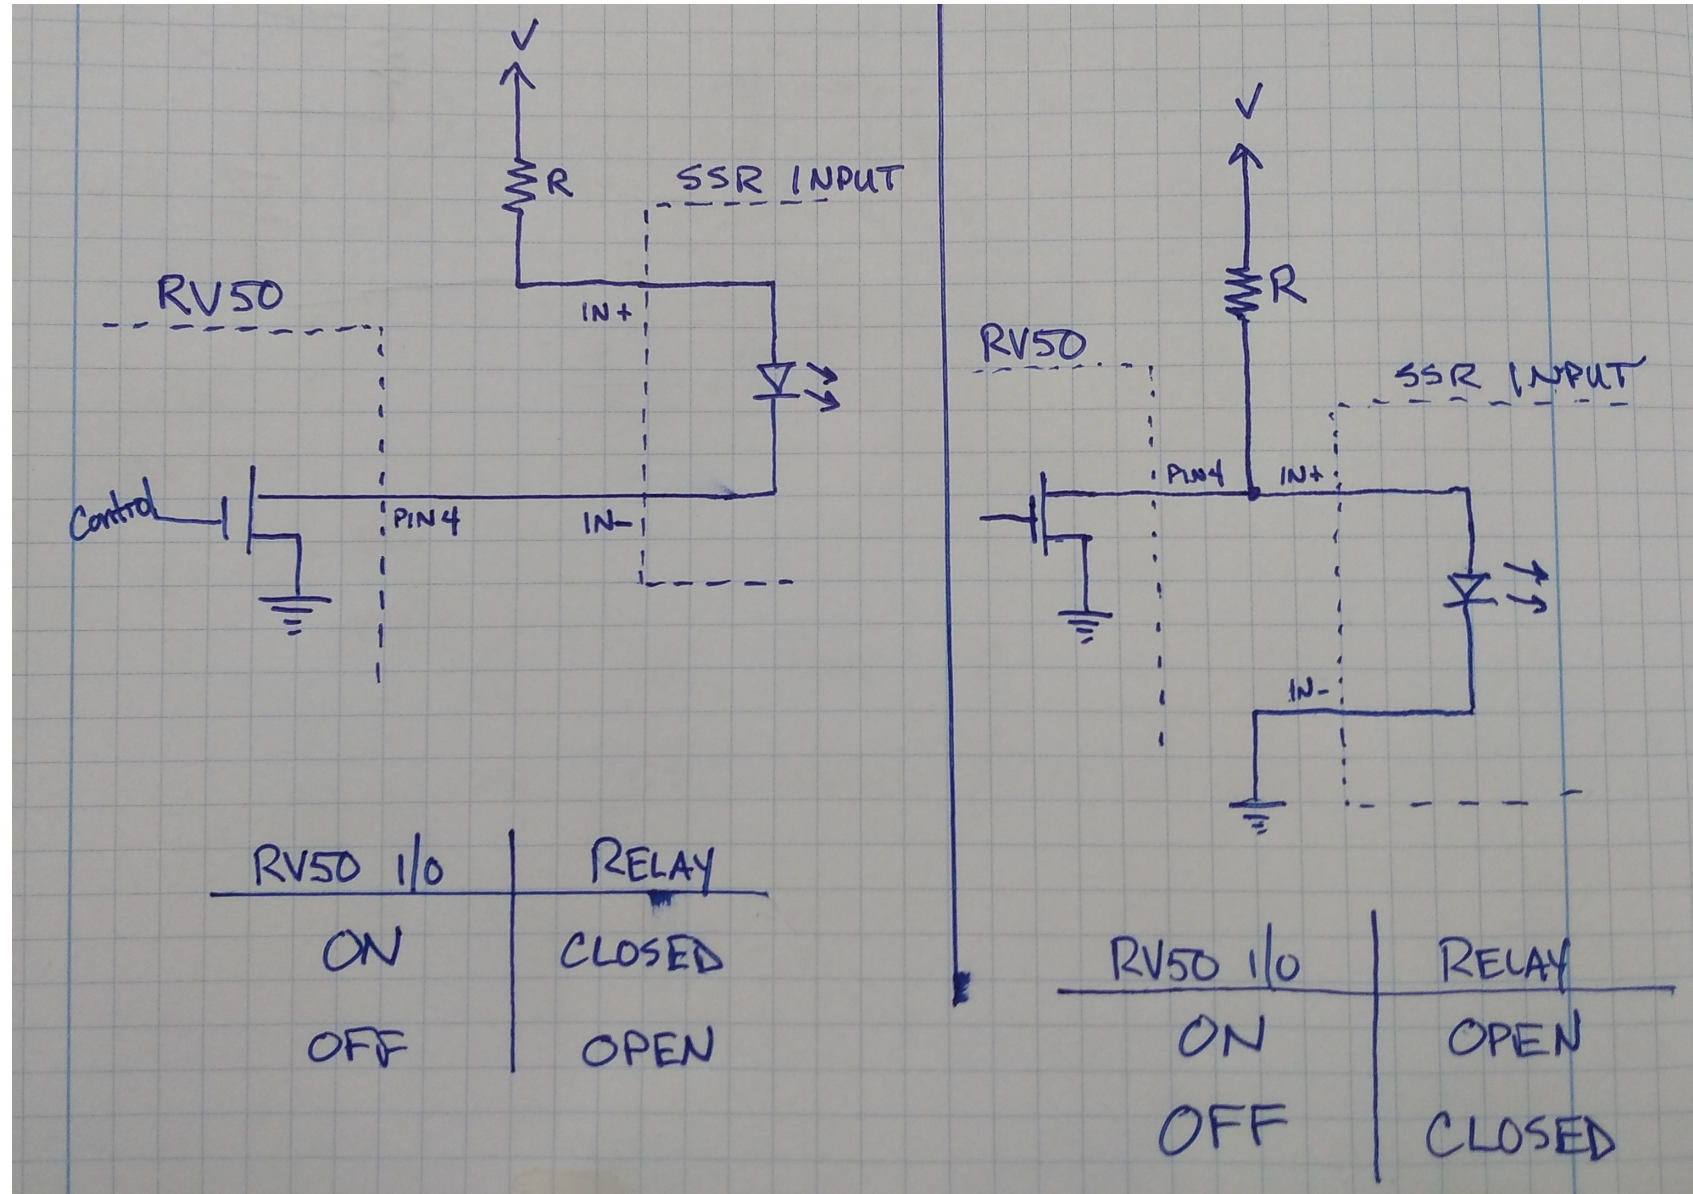 V
R
SSR INPUT
RV50
IN+
Control
PIN4
IN-
RV50 I/O RELAY
ON CLOSED
OFF OPEN
V
R
RV50
SSR INPUT
PIN4 IN+
IN-
RV50 I/O RELAY
ON OPEN
OFF CLOSED